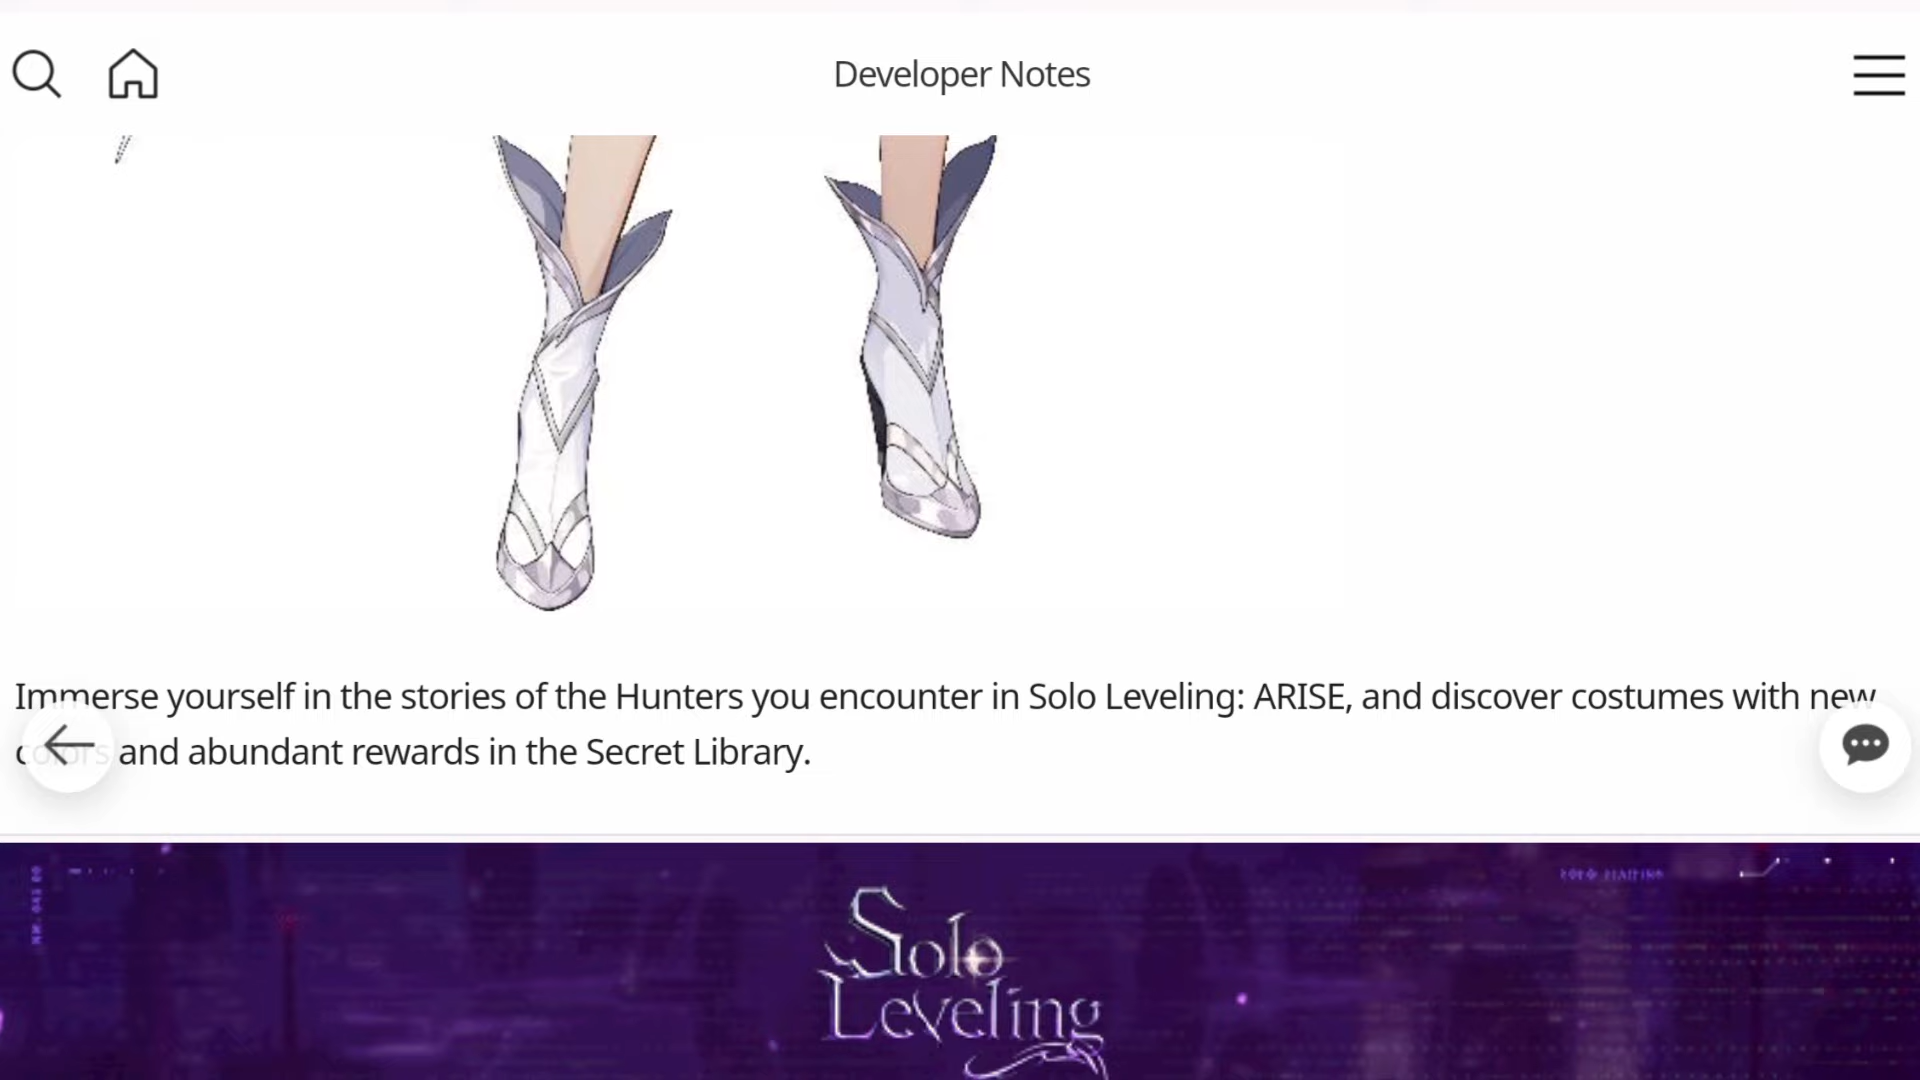 Developer Notes
Immerse yourself in the stories of the Hunters you encounter in Solo Leveling: ARISE, and discover costumes with new
colors and abundant rewards in the Secret Library.
Solo
Leveling